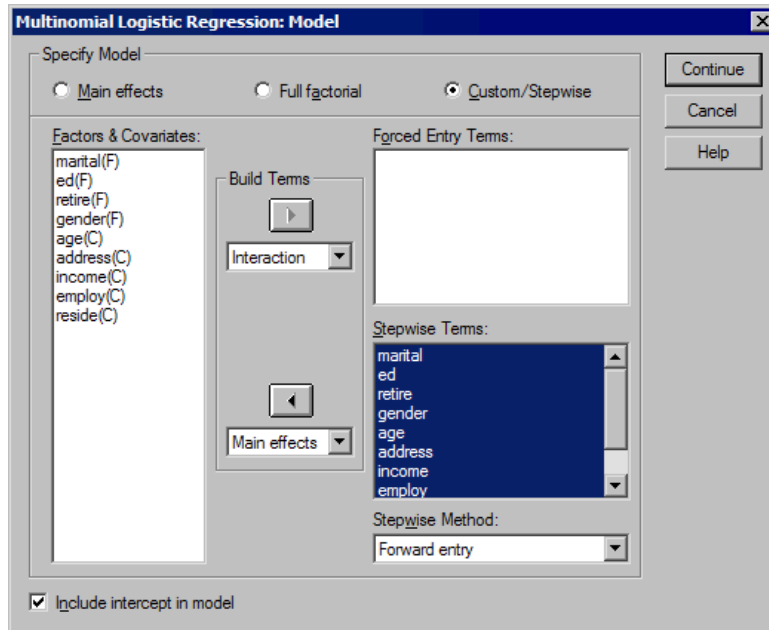 Multinomial Logistic Regression: Model
Specify Model
Main effects
Full factorial
Custom/Stepwise
Continue
Cancel
Help
Factors & Covariates:
marital(F)
ed(F)
retire(F)
gender(F)
age(C)
address(C)
income(C)
employ(C)
reside(C)
Build Terms
Interaction
Main effects
Forced Entry Terms:
Stepwise Terms:
marital
ed
retire
gender
age
address
income
employ
Stepwise Method:
Forward entry
Include intercept in model